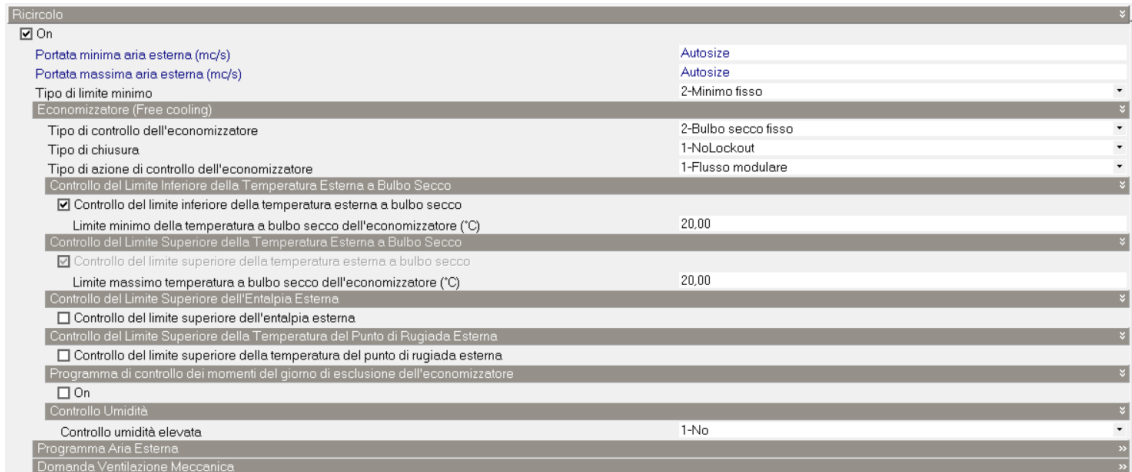 Ricircolo
On
Portata minima aria esterna (mc/s) Autosize
Portata massima aria esterna (mc/s) Autosize
Tipo di limite minimo 2-Minimo fisso
Economizzatore (Free cooling)
Tipo di controllo dell'economizzatore 2-Bulbo secco fisso
Tipo di chiusura 1-NoLockout
Tipo di azione di controllo dell'economizzatore 1-Flusso modulare
Controllo del Limite Inferiore della Temperatura Esterna a Bulbo Secco
Controllo del limite inferiore della temperatura esterna a bulbo secco
Limite minimo della temperatura a bulbo secco dell'economizzatore (°C) 20,00
Controllo del Limite Superiore della Temperatura Esterna a Bulbo Secco
Controllo del limite superiore della temperatura esterna a bulbo secco
Limite massimo temperatura a bulbo secco dell'economizzatore (°C) 20,00
Controllo del Limite Superiore dell'Entalpia Esterna
Controllo del limite superiore dell'entalpia esterna
Controllo del Limite Superiore della Temperatura del Punto di Rugiada Esterna
Controllo del limite superiore della temperatura del punto di rugiada esterna
Programma di controllo dei momenti del giorno di esclusione dell'economizzatore
On
Controllo Umidità
Controllo umidità elevata 1-No
Programma Aria Esterna
Domanda Ventilazione Meccanica